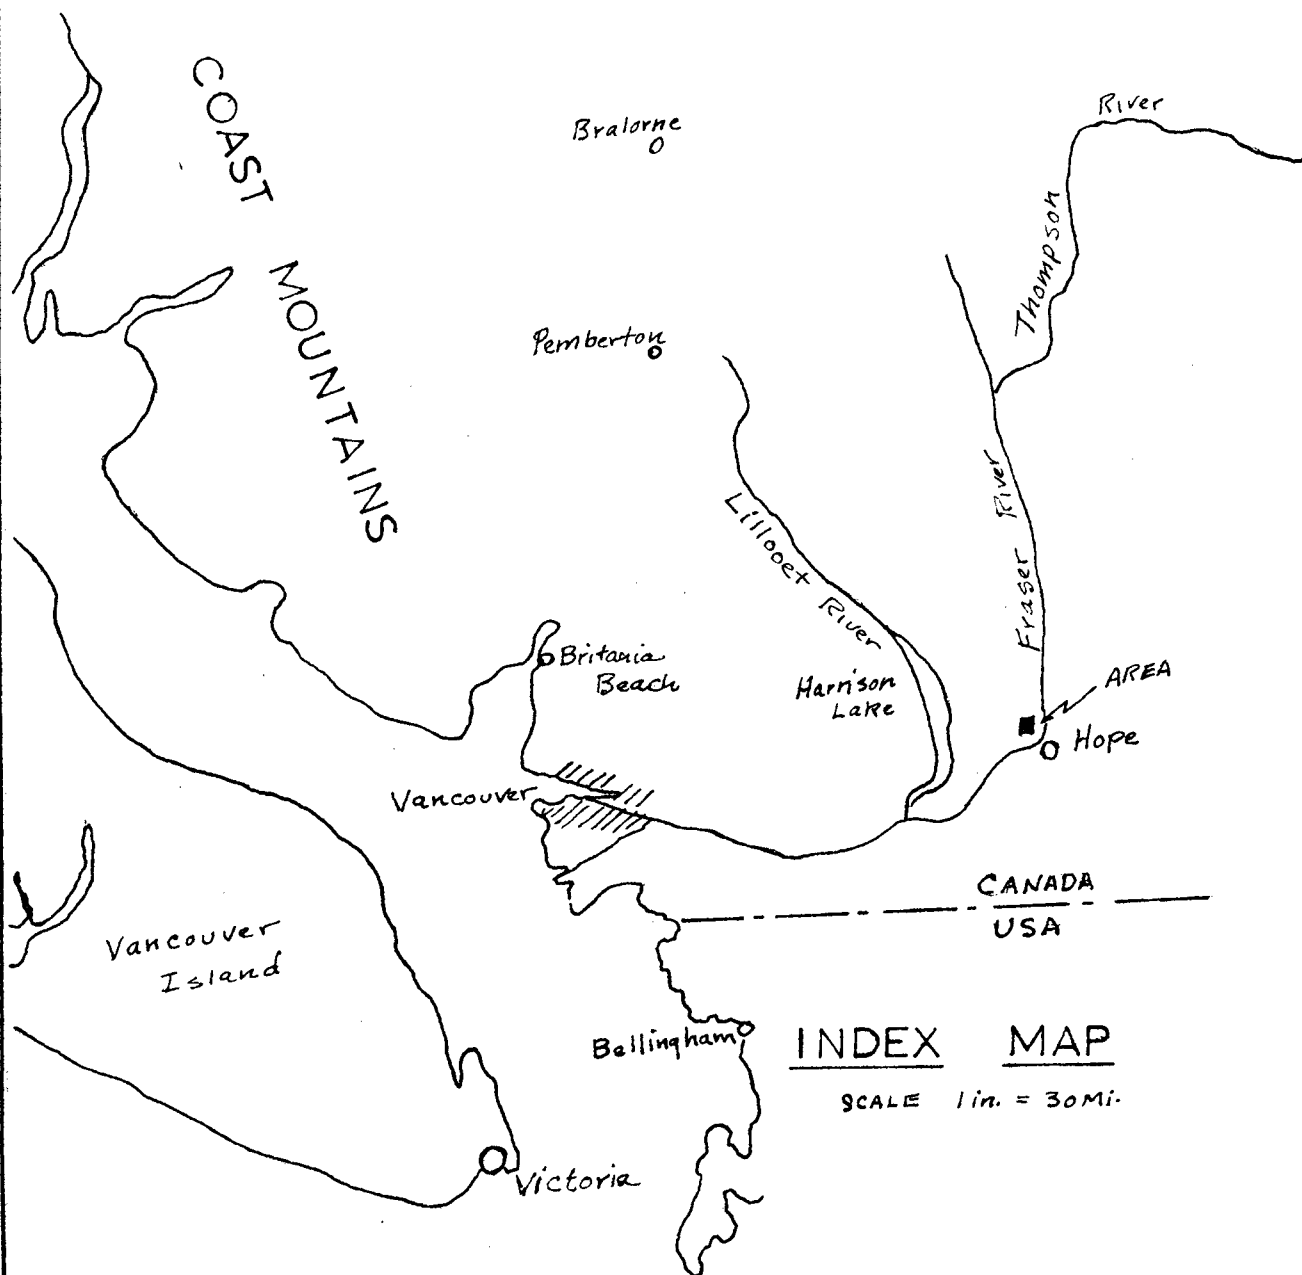 COAST MOUNTAINS
Bralorne
River
Thompson
Pemberton
Lillooet River
Fraser River
Britania
Beach
Harrison
Lake
AREA
Hope
Vancouver
CANADA
USA
Vancouver
Island
Bellingham
INDEX MAP
SCALE 1 in. = 30 Mi.
Victoria